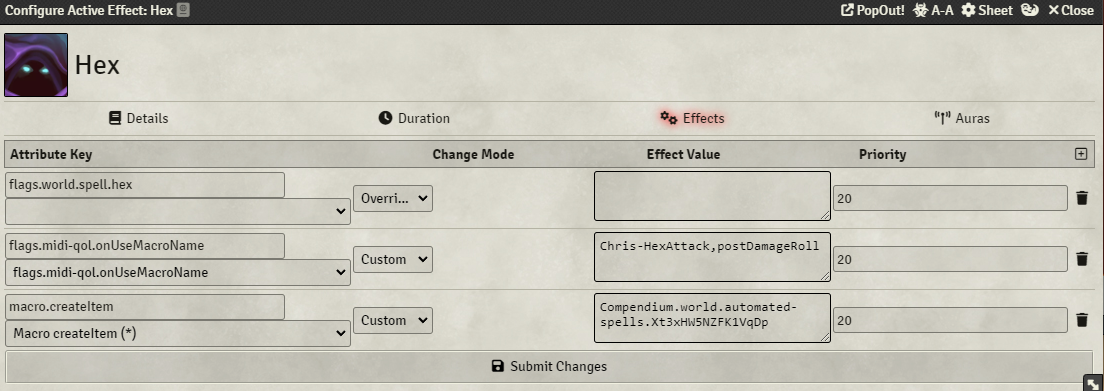 Configure Active Effect: Hex
PopOut! A-A Sheet Close
Hex
Details Duration Effects Auras
Attribute Key Change Mode Effect Value Priority
flags.world.spell.hex
Overri... 20
flags.midi-qol.onUseMacroName
flags.midi-qol.onUseMacroName
Custom
Chris-HexAttack,postDamageRoll
20
macro.createItem
Macro createItem (*)
Custom
Compendium.world.automated-
spells.Xt3xHW5NZFK1VqDp
20
Submit Changes